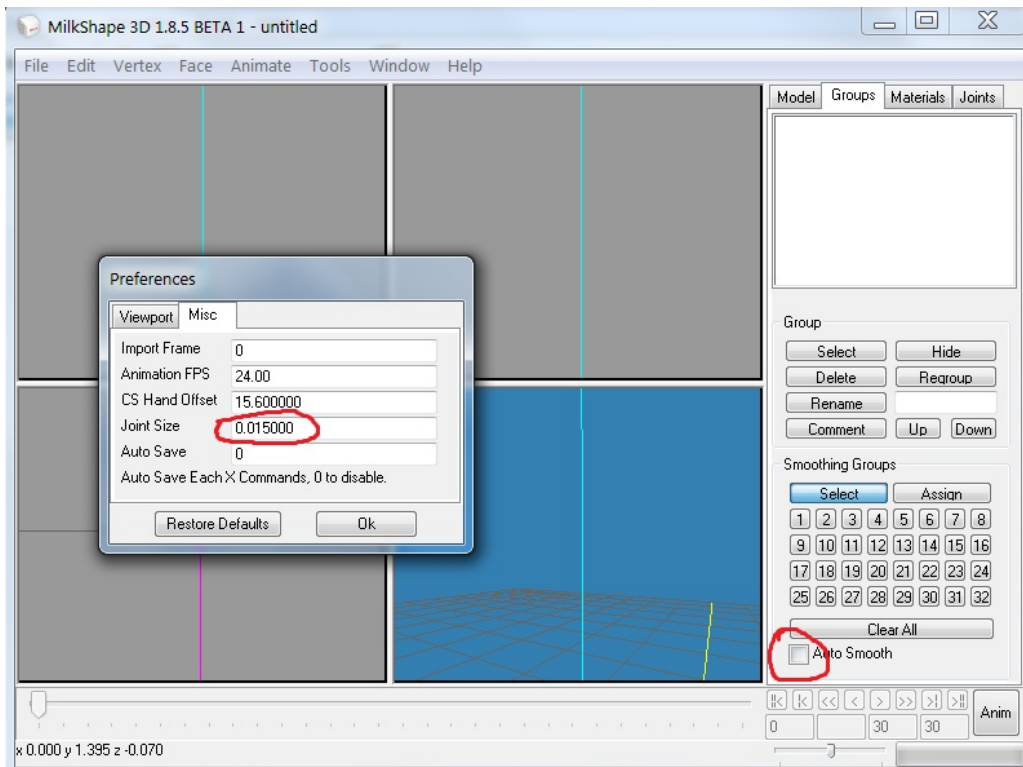 MilkShape 3D 1.8.5 BETA 1 - untitled
File Edit Vertex Face Animate Tools Window Help
Model Groups Materials Joints
Preferences
Viewport Misc
Import Frame 0
Animation FPS 24.00
CS Hand Offset 15.600000
Joint Size 0.015000
Auto Save 0
Auto Save Each X Commands, 0 to disable.
Restore Defaults Ok
Group
Select Hide
Delete Regroup
Rename
Comment Up Down
Smoothing Groups
Select Assign
1 2 3 4 5 6 7 8
9 10 11 12 13 14 15 16
17 18 19 20 21 22 23 24
25 26 27 28 29 30 31 32
Clear All
Auto Smooth
|< |< << < > >> >| >||
0 30 30 Anim
x 0.000 y 1.395 z -0.070